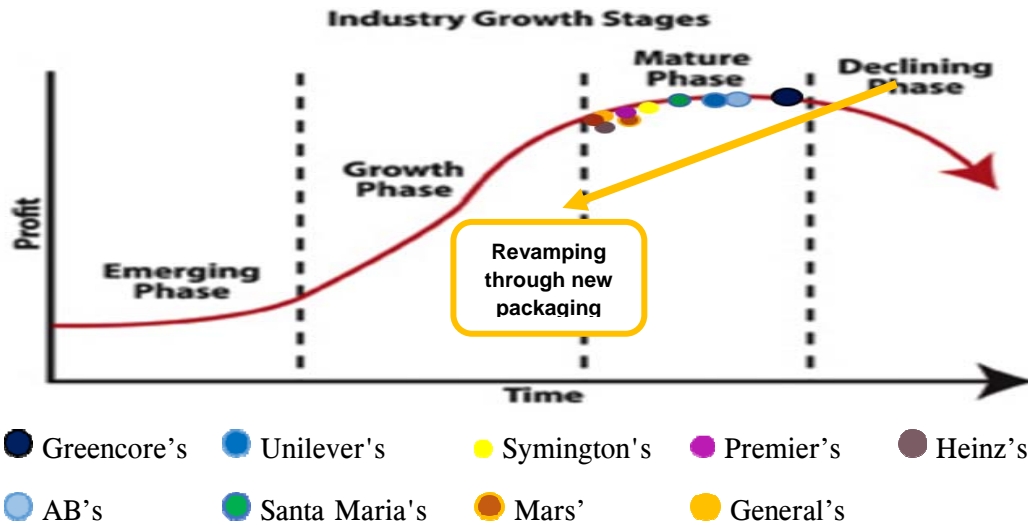 Industry Growth Stages
Mature
Phase
Declining
Phase
Growth
Phase
Emerging
Phase
Profit
Revamping
through new
packaging
Time
Greencore's
Unilever's
Symington's
Premier's
Heinz's
AB's
Santa Maria's
Mars'
General's